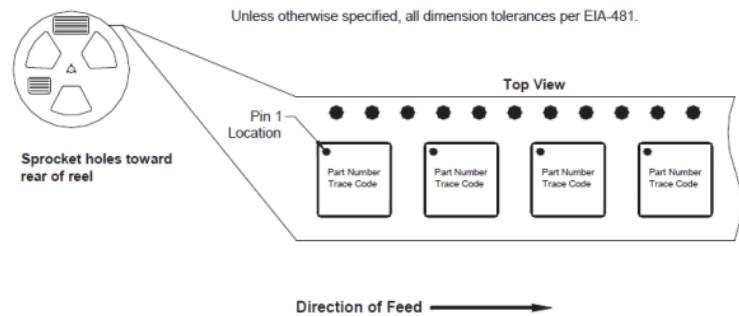 Unless otherwise specified, all dimension tolerances per EIA-481.
Top View
Pin 1
Location
Sprocket holes toward
rear of reel
Part Number
Trace Code
Part Number
Trace Code
Part Number
Trace Code
Part Number
Trace Code
Direction of Feed